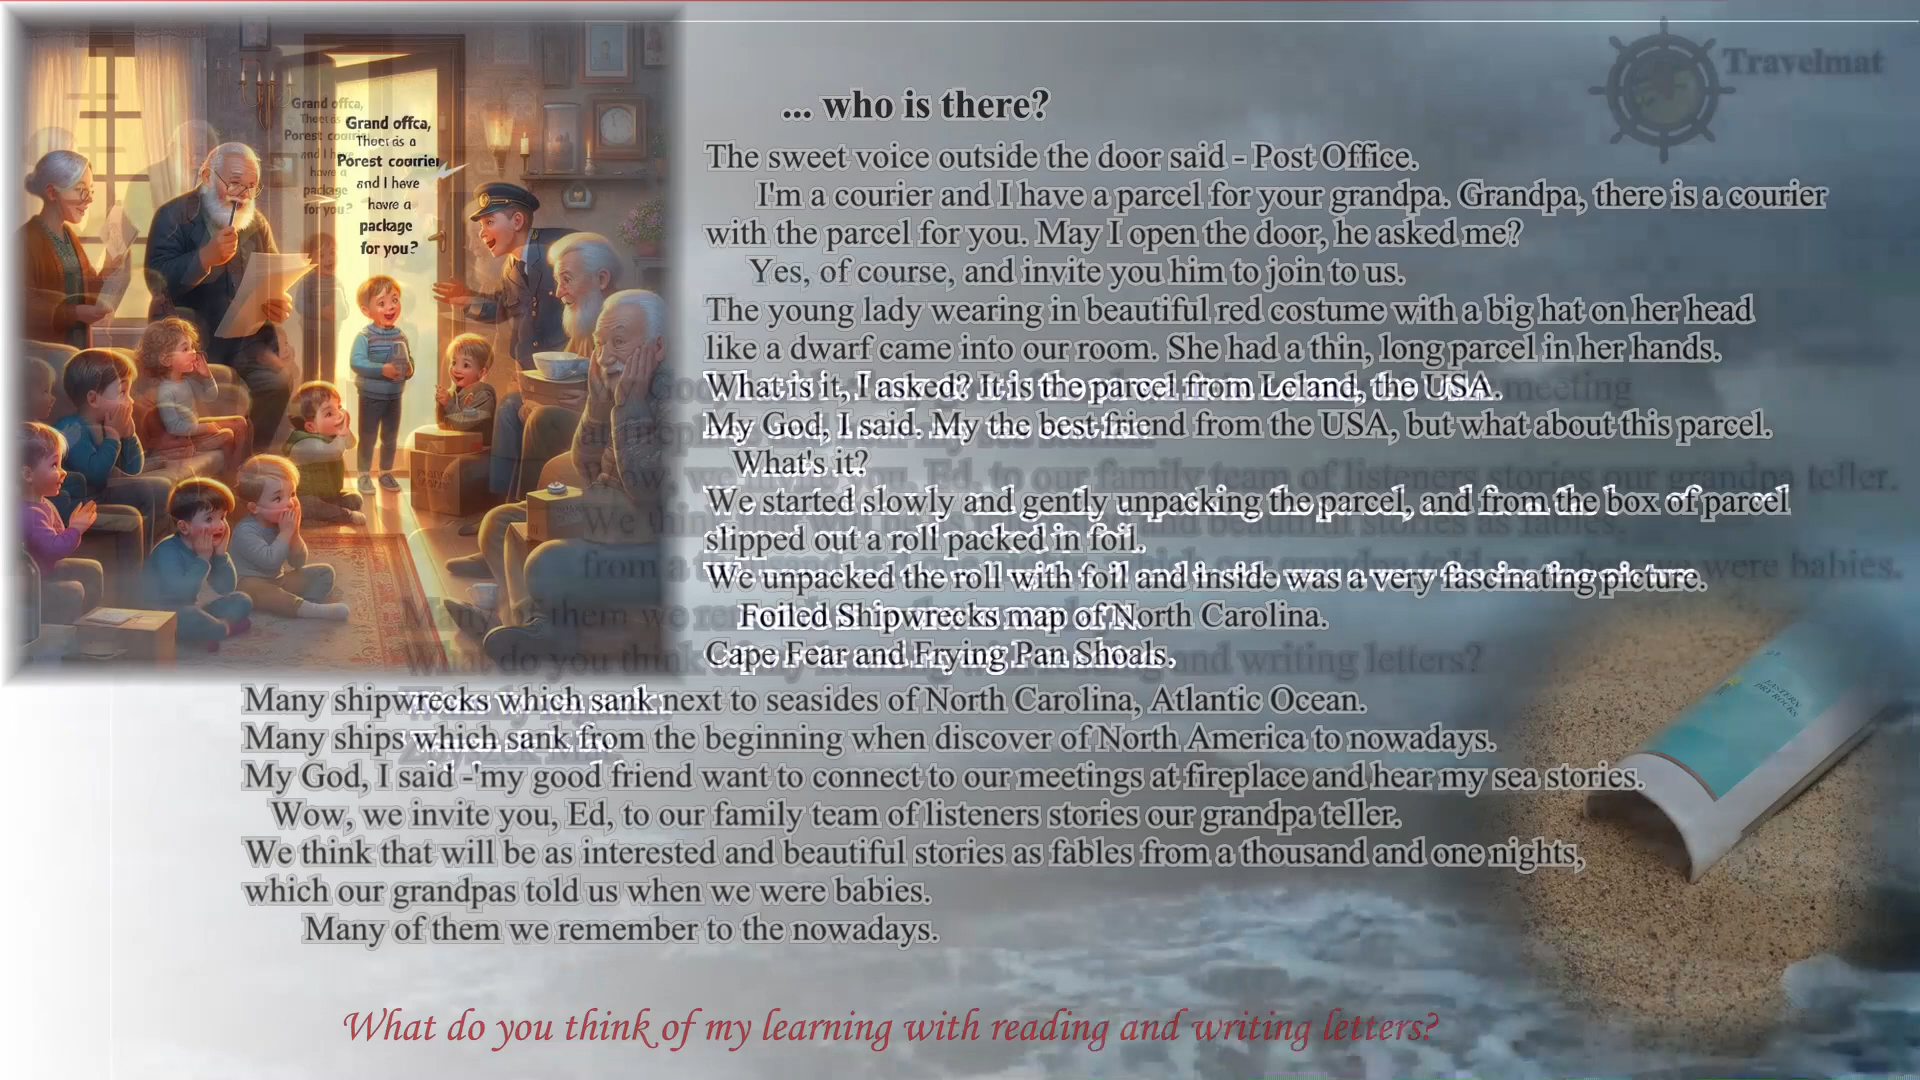 Travelmat
Grand offca,
There is a
Porest courrier
and I have
havre a
package
for you?
... who is there?
The sweet voice outside the door said - Post Office.
I'm a courier and I have a parcel for your grandpa. Grandpa, there is a courier
with the parcel for you. May I open the door, he asked me?
Yes, of course, and invite you him to join to us.
The young lady wearing in beautiful red costume with a big hat on her head
like a dwarf came into our room. She had a thin, long parcel in her hands.
What is it, I asked? It is the parcel from Leland, the USA.
My God, I said. My the best friend from the USA, but what about this parcel.
What's it?
We started slowly and gently unpacking the parcel, and from the box of parcel
slipped out a roll packed in foil.
We unpacked the roll with foil and inside was a very fascinating picture.
Foiled Shipwrecks map of North Carolina.
Cape Fear and Frying Pan Shoals.
Many shipwrecks which sank next to seasides of North Carolina, Atlantic Ocean.
Many ships which sank from the beginning when discover of North America to nowadays.
My God, I said -'my good friend want to connect to our meetings at fireplace and hear my sea stories.
Wow, we invite you, Ed, to our family team of listeners stories our grandpa teller.
We think that will be as interested and beautiful stories as fables from a thousand and one nights,
which our grandpas told us when we were babies.
Many of them we remember to the nowadays.
EASTERN
DRY ROCKS
What do you think of my learning with reading and writing letters?